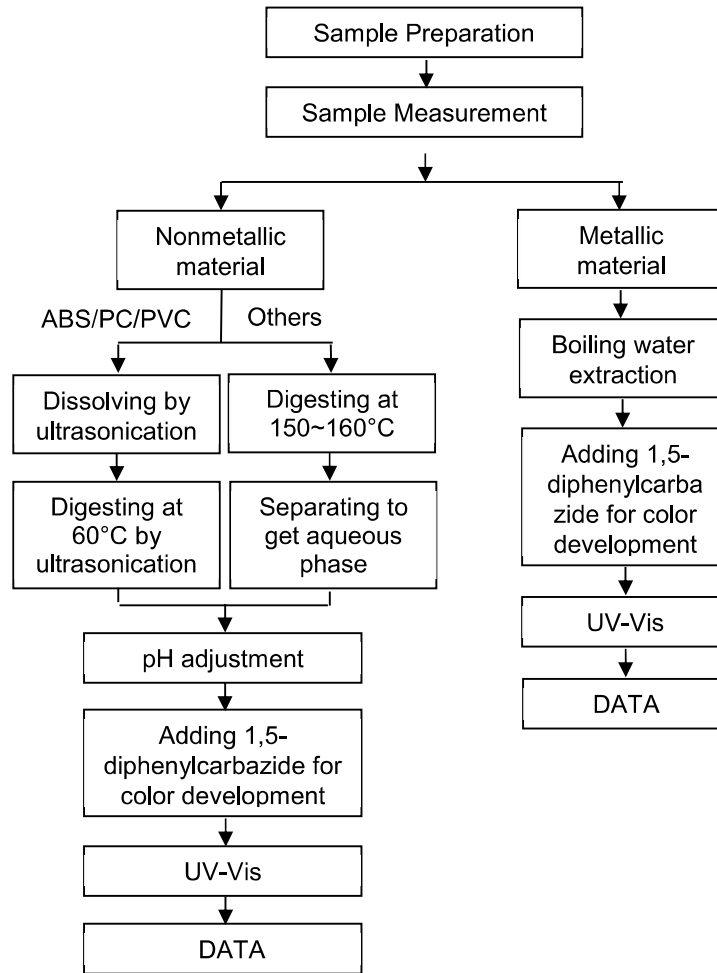 Sample Preparation
Sample Measurement
Nonmetallic
material
Metallic
material
ABS/PC/PVC
Others
Boiling water
extraction
Dissolving by
ultrasonication
Digesting at
150~160°C
Adding 1,5-
diphenylcarba
zide for color
development
Digesting at
60°C by
ultrasonication
Separating to
get aqueous
phase
UV-Vis
pH adjustment
DATA
Adding 1,5-
diphenylcarbazide for
color development
UV-Vis
DATA